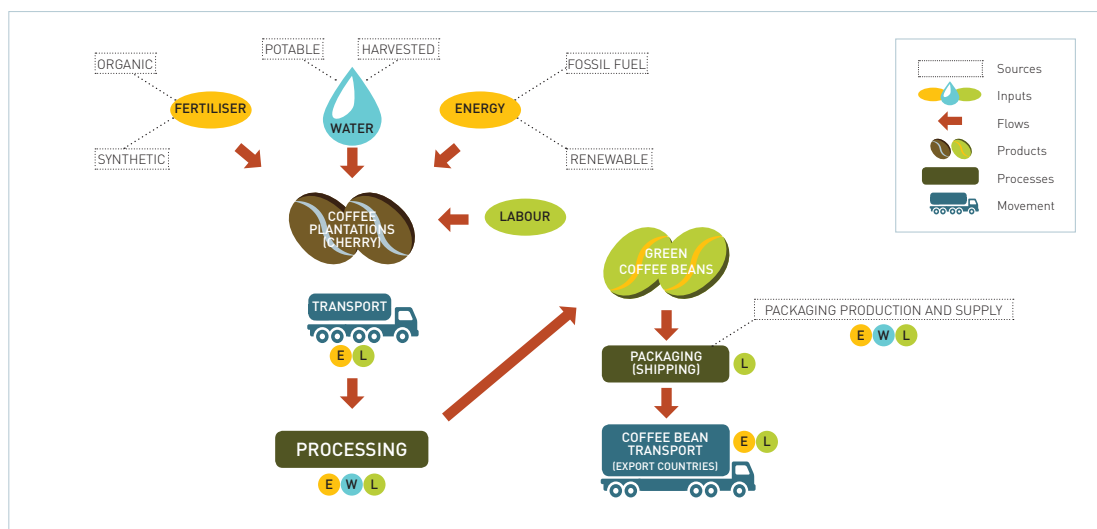 POTABLE
HARVESTED
ORGANIC
FOSSIL FUEL
FERTILISER
WATER
ENERGY
SYNTHETIC
RENEWABLE
COFFEE
PLANTATIONS
(CHERRY)
LABOUR
TRANSPORT
E L
PROCESSING
E W L
GREEN
COFFEE BEANS
PACKAGING PRODUCTION AND SUPPLY
E W L
PACKAGING
(SHIPPING)
L
COFFEE BEAN
TRANSPORT
(EXPORT COUNTRIES)
E L
Sources
Inputs
Flows
Products
Processes
Movement